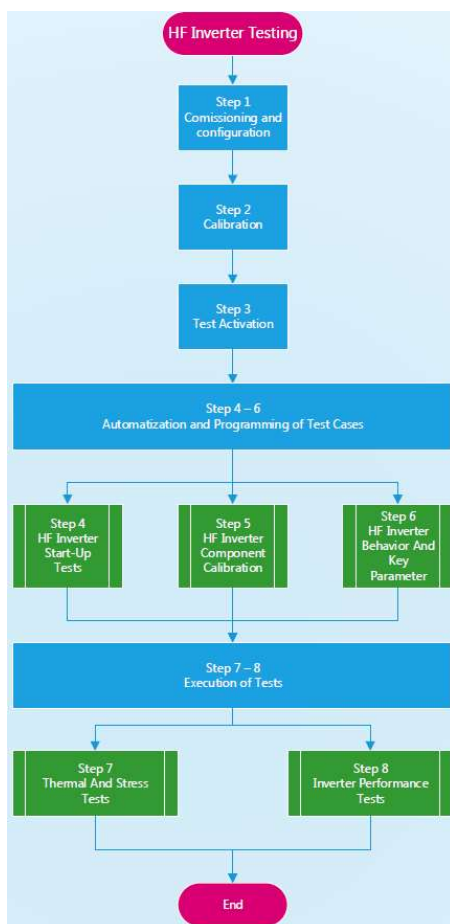 HF Inverter Testing
Step 1
Comissioning and
configuration
Step 2
Calibration
Step 3
Test Activation
Step 4 – 6
Automatization and Programming of Test Cases
Step 4
HF Inverter
Start-Up
Tests
Step 5
HF Inverter
Component
Calibration
Step 6
HF Inverter
Behavior And
Key
Parameter
Step 7 – 8
Execution of Tests
Step 7
Thermal And Stress
Tests
Step 8
Inverter Performance
Tests
End